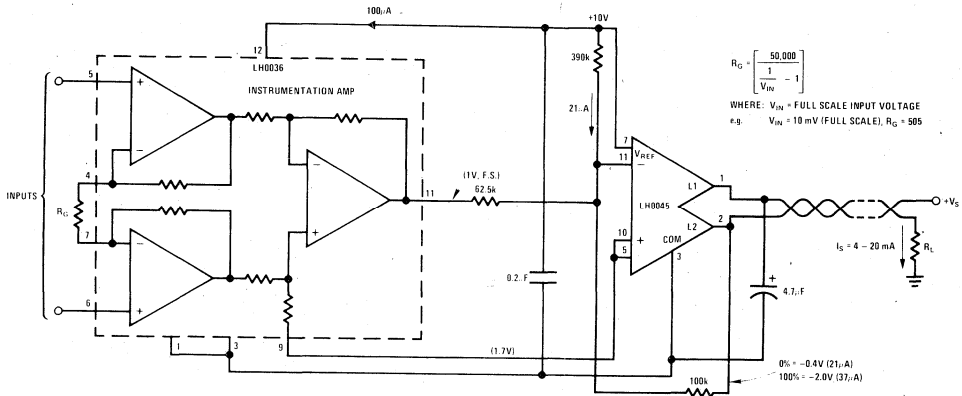 100μA
+10V
12
LH0036
INSTRUMENTATION AMP
390k
R_G = [ 50,000 / (1/V_IN - 1) ]
WHERE: V_IN = FULL SCALE INPUT VOLTAGE
e.g. V_IN = 10 mV (FULL SCALE), R_G = 505
5
+
21μA
−
−
7
V_REF
11
−
4
INPUTS
R_G
11
(1V, F.S.)
62.5k
L1
1
+V_S
LH0045
7
−
+
10
+
5
L2
2
COM
3
I_S = 4 – 20 mA
R_L
6
+
0.2μF
+
4.7μF
1
3
9
(1.7V)
100k
0% = −0.4V (21μA)
100% = −2.0V (37μA)